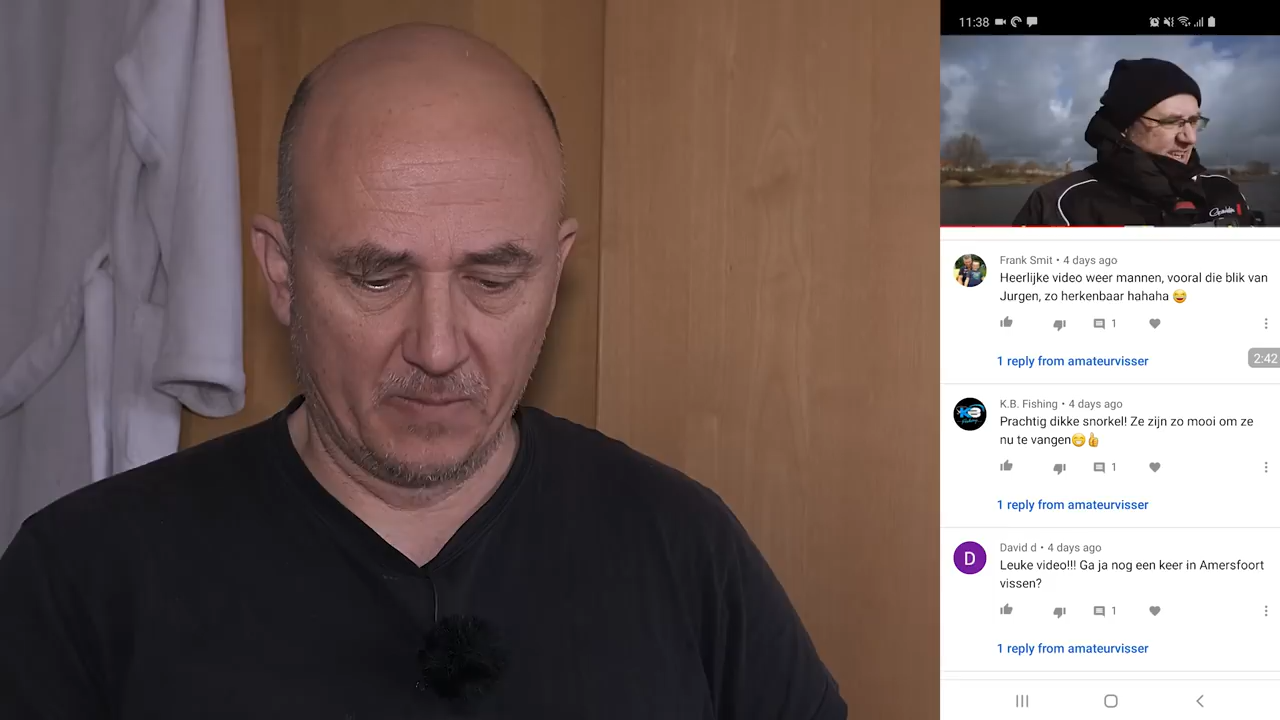 11:38
Frank Smit • 4 days ago
Heerlijke video weer mannen, vooral die blik van
Jurgen, zo herkenbaar hahaha 😅
1
1 reply from amateurvisser
2:42
K.B. Fishing • 4 days ago
Prachtig dikke snorkel! Ze zijn zo mooi om ze
nu te vangen😁👍
1
1 reply from amateurvisser
D
David d • 4 days ago
Leuke video!!! Ga ja nog een keer in Amersfoort
vissen?
1
1 reply from amateurvisser